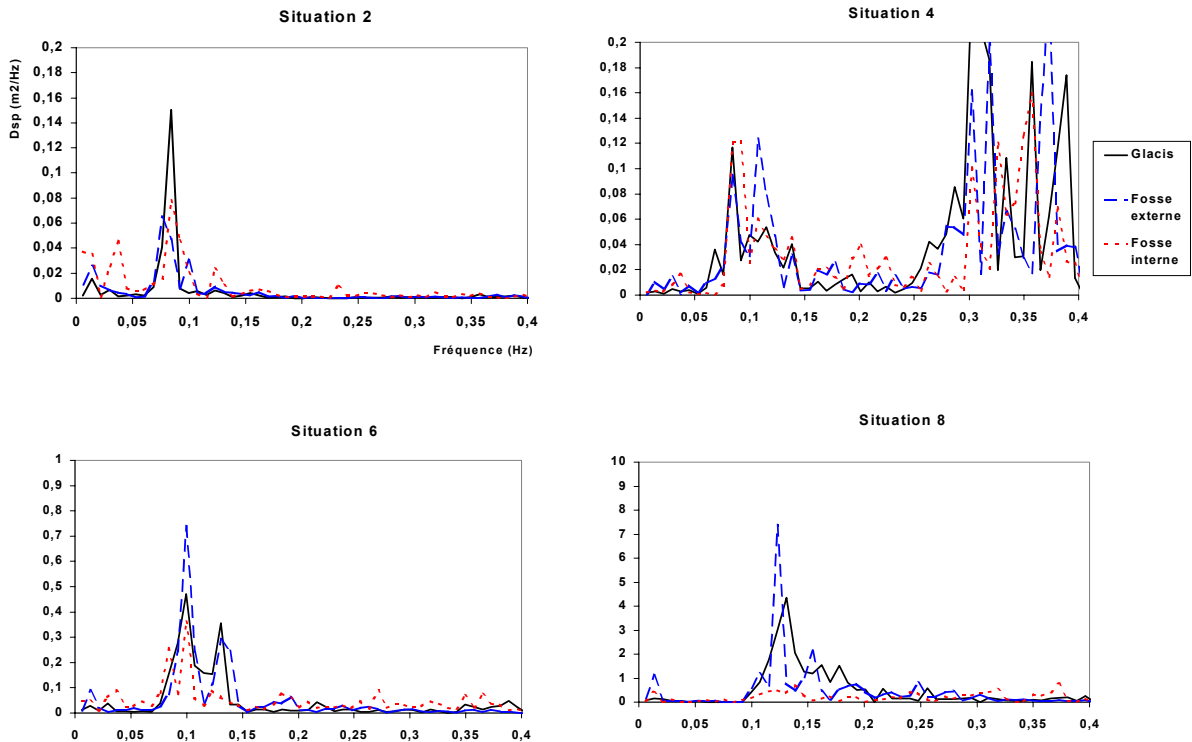 Situation 2
Dsp (m2/Hz)
0,2
0,18
0,16
0,14
0,12
0,1
0,08
0,06
0,04
0,02
0
0 0,05 0,1 0,15 0,2 0,25 0,3 0,35 0,4
Fréquence (Hz)
Situation 4
0,2
0,18
0,16
0,14
0,12
0,1
0,08
0,06
0,04
0,02
0
0 0,05 0,1 0,15 0,2 0,25 0,3 0,35 0,4
Glacis
Fosse
externe
Fosse
interne
Situation 6
1
0,9
0,8
0,7
0,6
0,5
0,4
0,3
0,2
0,1
0
0 0,05 0,1 0,15 0,2 0,25 0,3 0,35 0,4
Situation 8
10
9
8
7
6
5
4
3
2
1
0
0 0,05 0,1 0,15 0,2 0,25 0,3 0,35 0,4